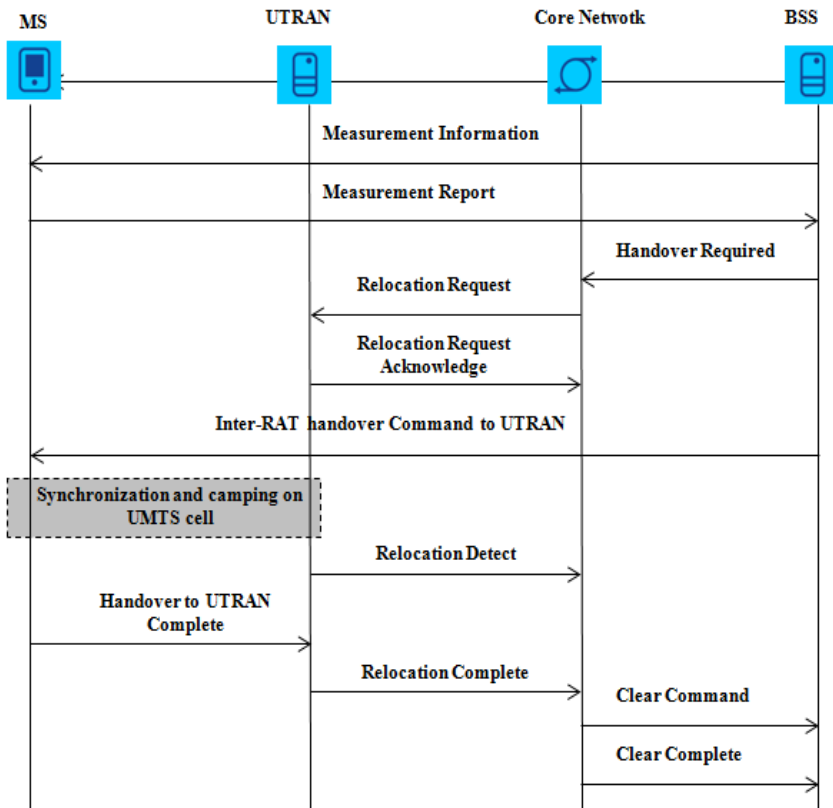 MS
UTRAN
Core Netwotk
BSS
Measurement Information
Measurement Report
Handover Required
Relocation Request
Relocation Request
Acknowledge
Inter-RAT handover Command to UTRAN
Synchronization and camping on
UMTS cell
Relocation Detect
Handover to UTRAN
Complete
Relocation Complete
Clear Command
Clear Complete